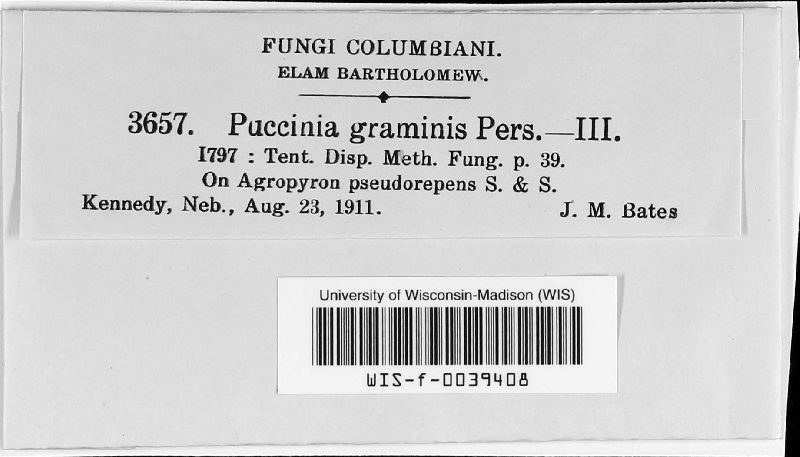 FUNGI COLUMBIANI.
ELAM BARTHOLOMEW.
3657. Puccinia graminis Pers.—III.
1797 : Tent. Disp. Meth. Fung. p. 39.
On Agropyron pseudorepens S. & S.
Kennedy, Neb., Aug. 23, 1911. J. M. Bates
University of Wisconsin-Madison (WIS)
WIS-f-0039408